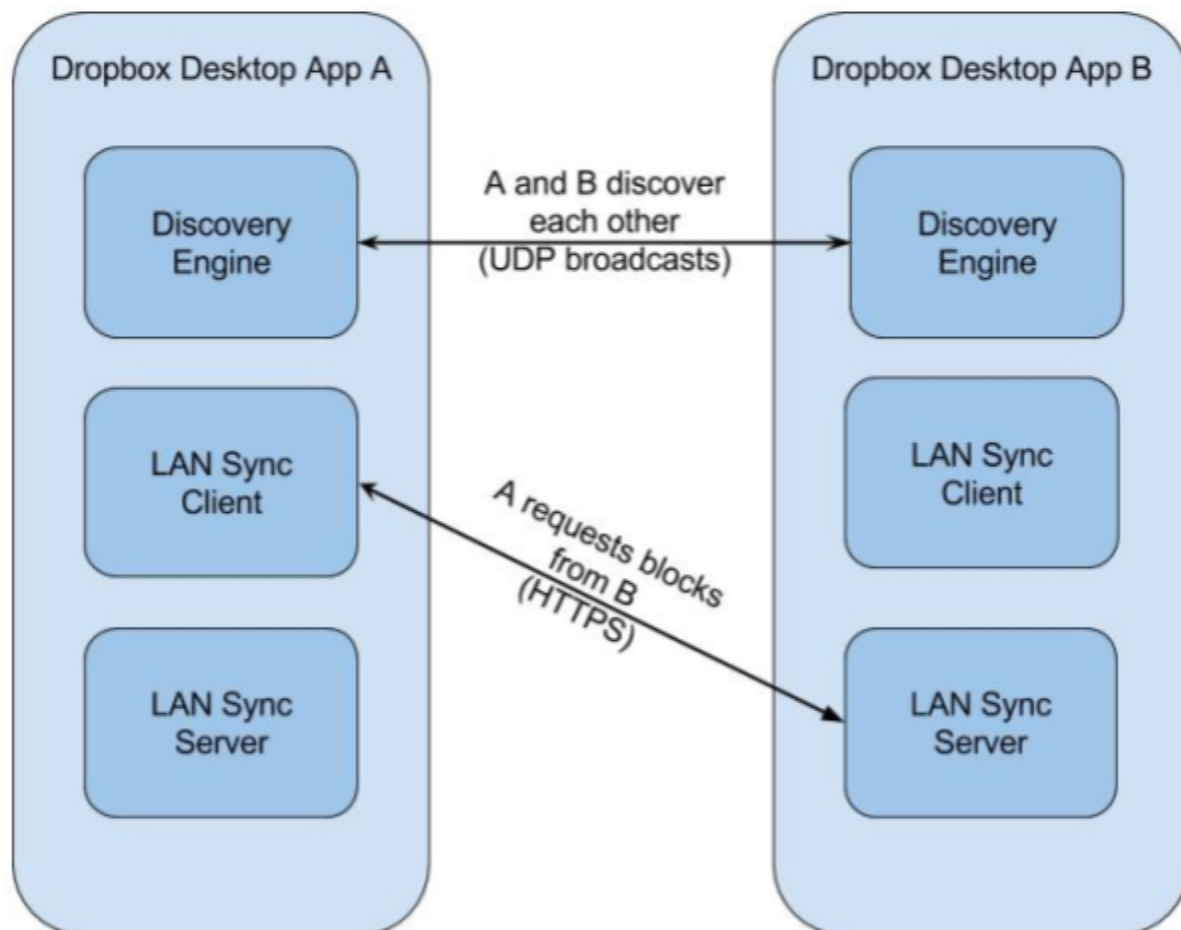 Dropbox Desktop App A
Dropbox Desktop App B
Discovery
Engine
A and B discover
each other
(UDP broadcasts)
Discovery
Engine
LAN Sync
Client
A requests blocks
from B
(HTTPS)
LAN Sync
Client
LAN Sync
Server
LAN Sync
Server